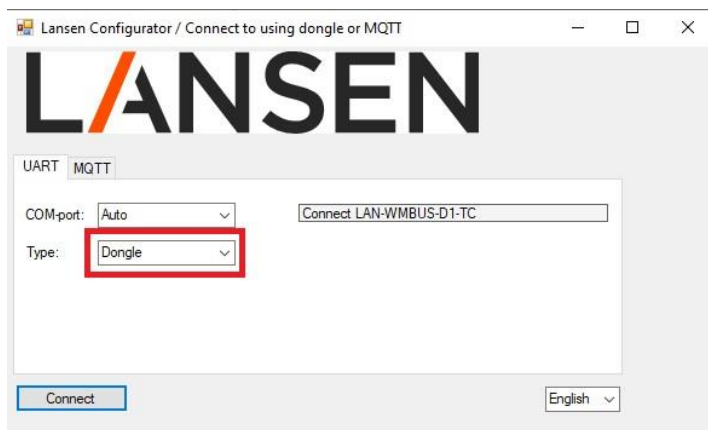 Lansen Configurator / Connect to using dongle or MQTT
LANSEN
UART MQTT
COM-port: Auto Connect LAN-WMBUS-D1-TC
Type: Dongle
Connect English